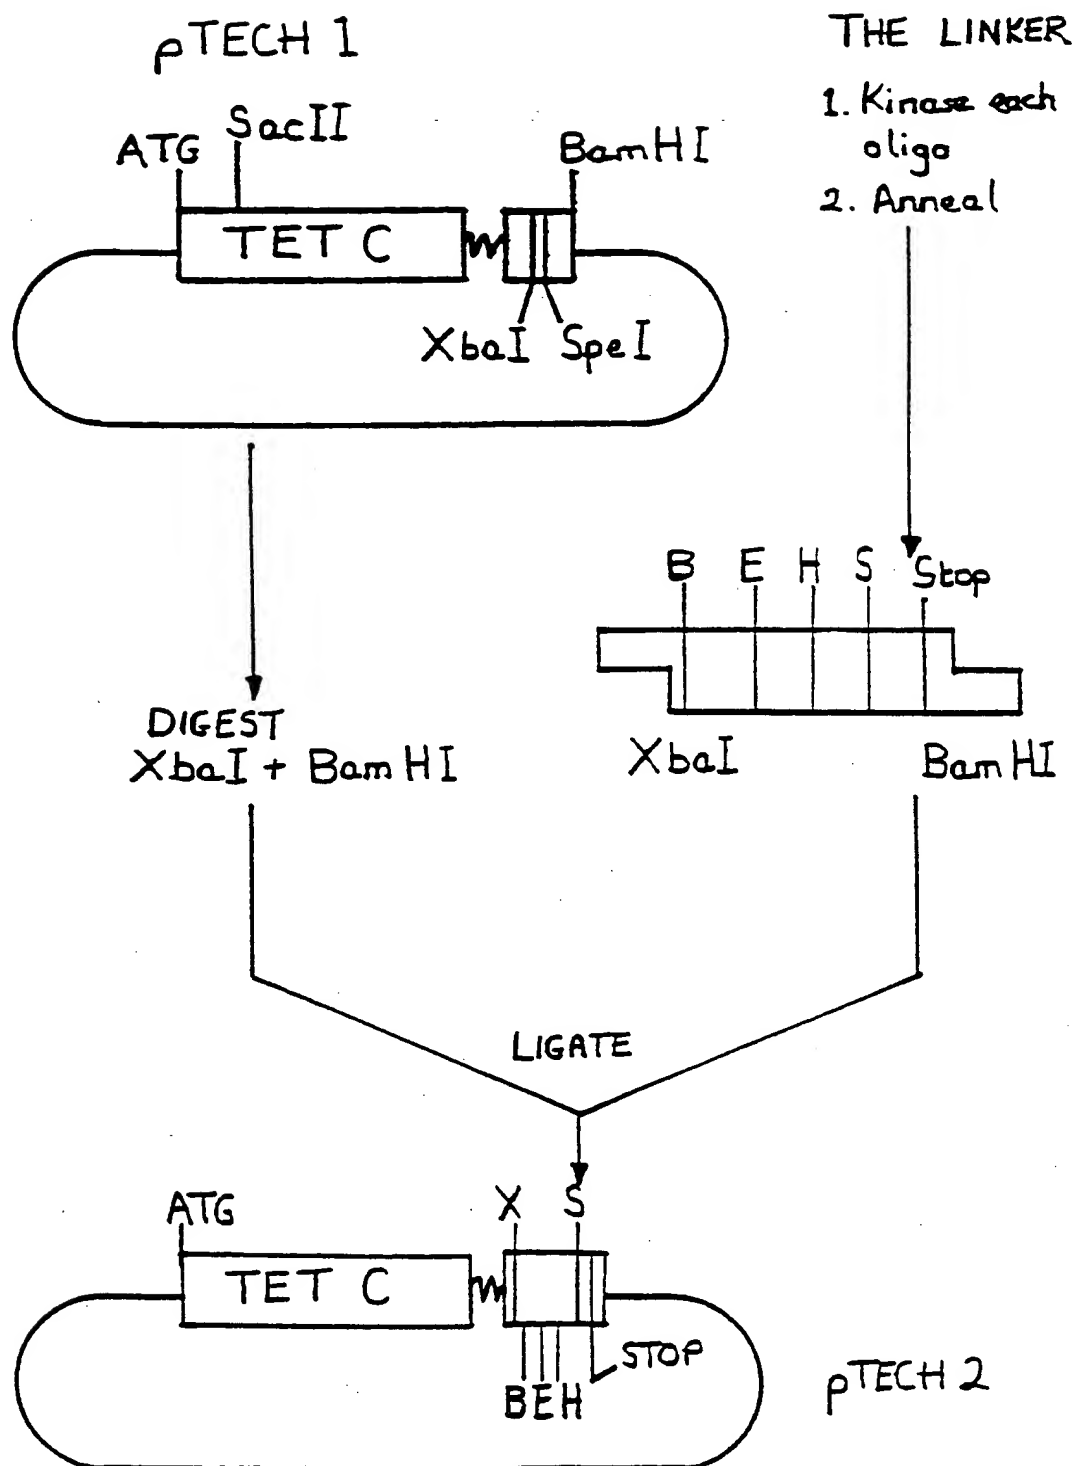 pTECH 1
ATG
SacII
BamHI
TET C
XbaI
SpeI
THE LINKER
1. Kinase each
oligo
2. Anneal
B E H S Stop
XbaI
BamHI
DIGEST
XbaI + BamHI
LIGATE
ATG
X
S
TET C
BEH
STOP
pTECH 2